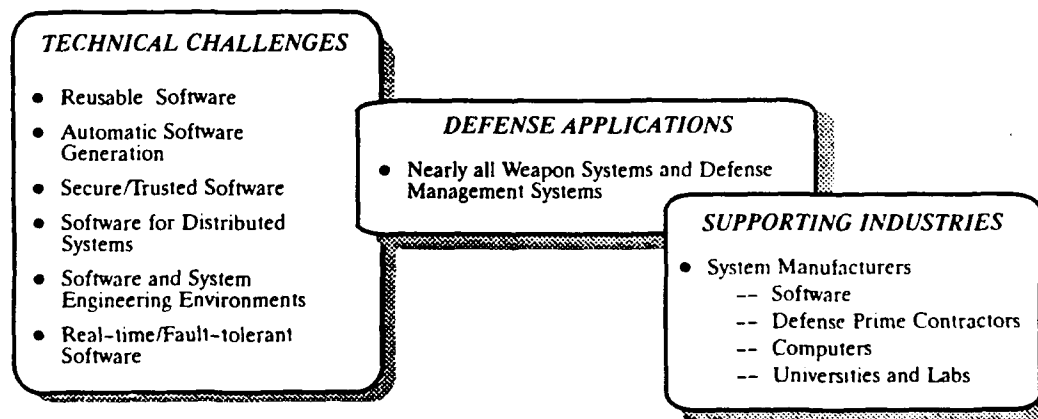 TECHNICAL CHALLENGES
• Reusable Software
• Automatic Software
Generation
• Secure/Trusted Software
• Software for Distributed
Systems
• Software and System
Engineering Environments
• Real-time/Fault-tolerant
Software
DEFENSE APPLICATIONS
• Nearly all Weapon Systems and Defense
Management Systems
SUPPORTING INDUSTRIES
• System Manufacturers
-- Software
-- Defense Prime Contractors
-- Computers
-- Universities and Labs